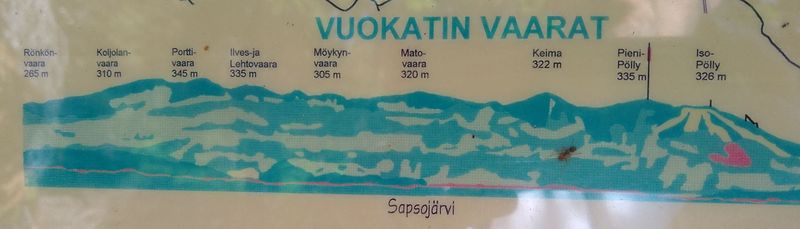 VUOKATIN VAARAT
Rönkön-
vaara
265 m
Koljolan-
vaara
310 m
Portti-
vaara
345 m
Ilves-ja
Lehtovaara
335 m
Möykyn-
vaara
305 m
Mato-
vaara
320 m
Keima
322 m
Pieni-
Pölly
335 m
Iso-
Pölly
326 m
Sapsojärvi